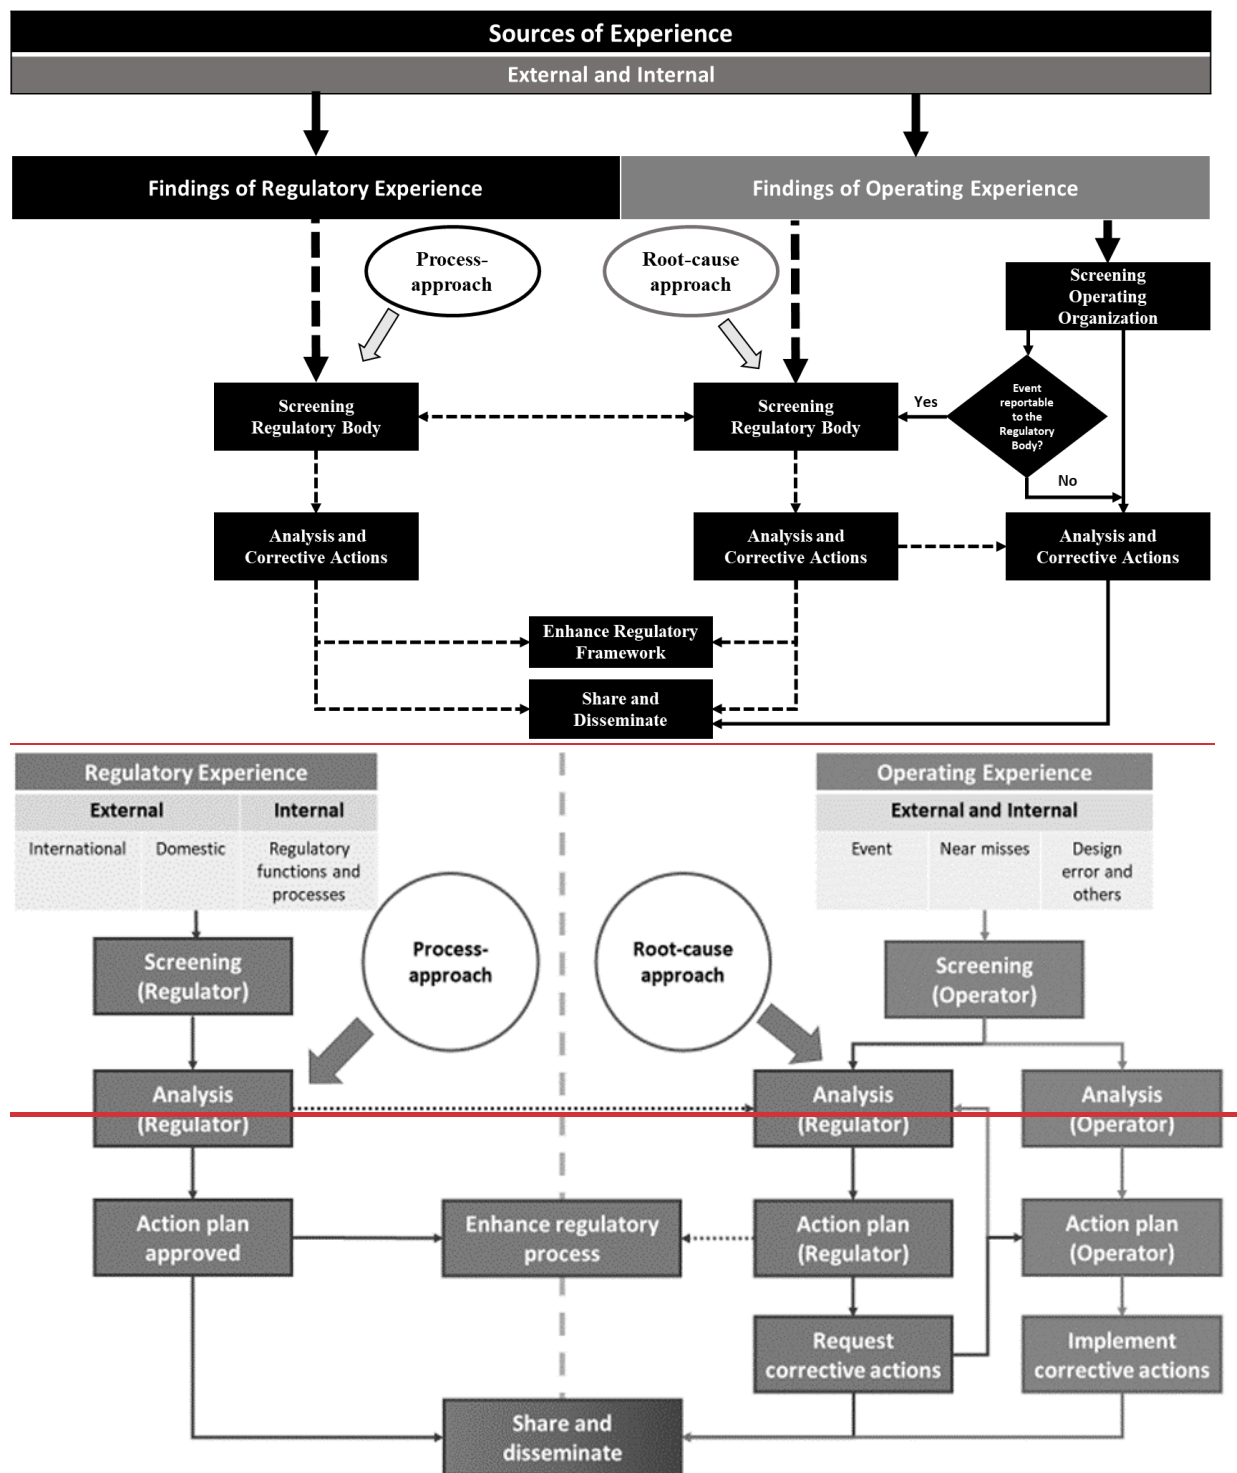 Sources of Experience
External and Internal
Findings of Regulatory Experience
Findings of Operating Experience
Process-
approach
Root-cause
approach
Screening
Operating
Organization
Screening
Regulatory Body
Screening
Regulatory Body
Yes
Event
reportable
to the
Regulatory
Body?
No
Analysis and
Corrective Actions
Analysis and
Corrective Actions
Analysis and
Corrective Actions
Enhance Regulatory
Framework
Share and
Disseminate
Regulatory Experience
External
Internal
International
Domestic
Regulatory
functions and
processes
Operating Experience
External and Internal
Event
Near misses
Design
error and
others
Process-
approach
Root-cause
approach
Screening
(Regulator)
Screening
(Operator)
Analysis
(Regulator)
Analysis
(Regulator)
Analysis
(Operator)
Action plan
approved
Enhance regulatory
process
Action plan
(Regulator)
Action plan
(Operator)
Request
corrective actions
Implement
corrective actions
Share and
disseminate